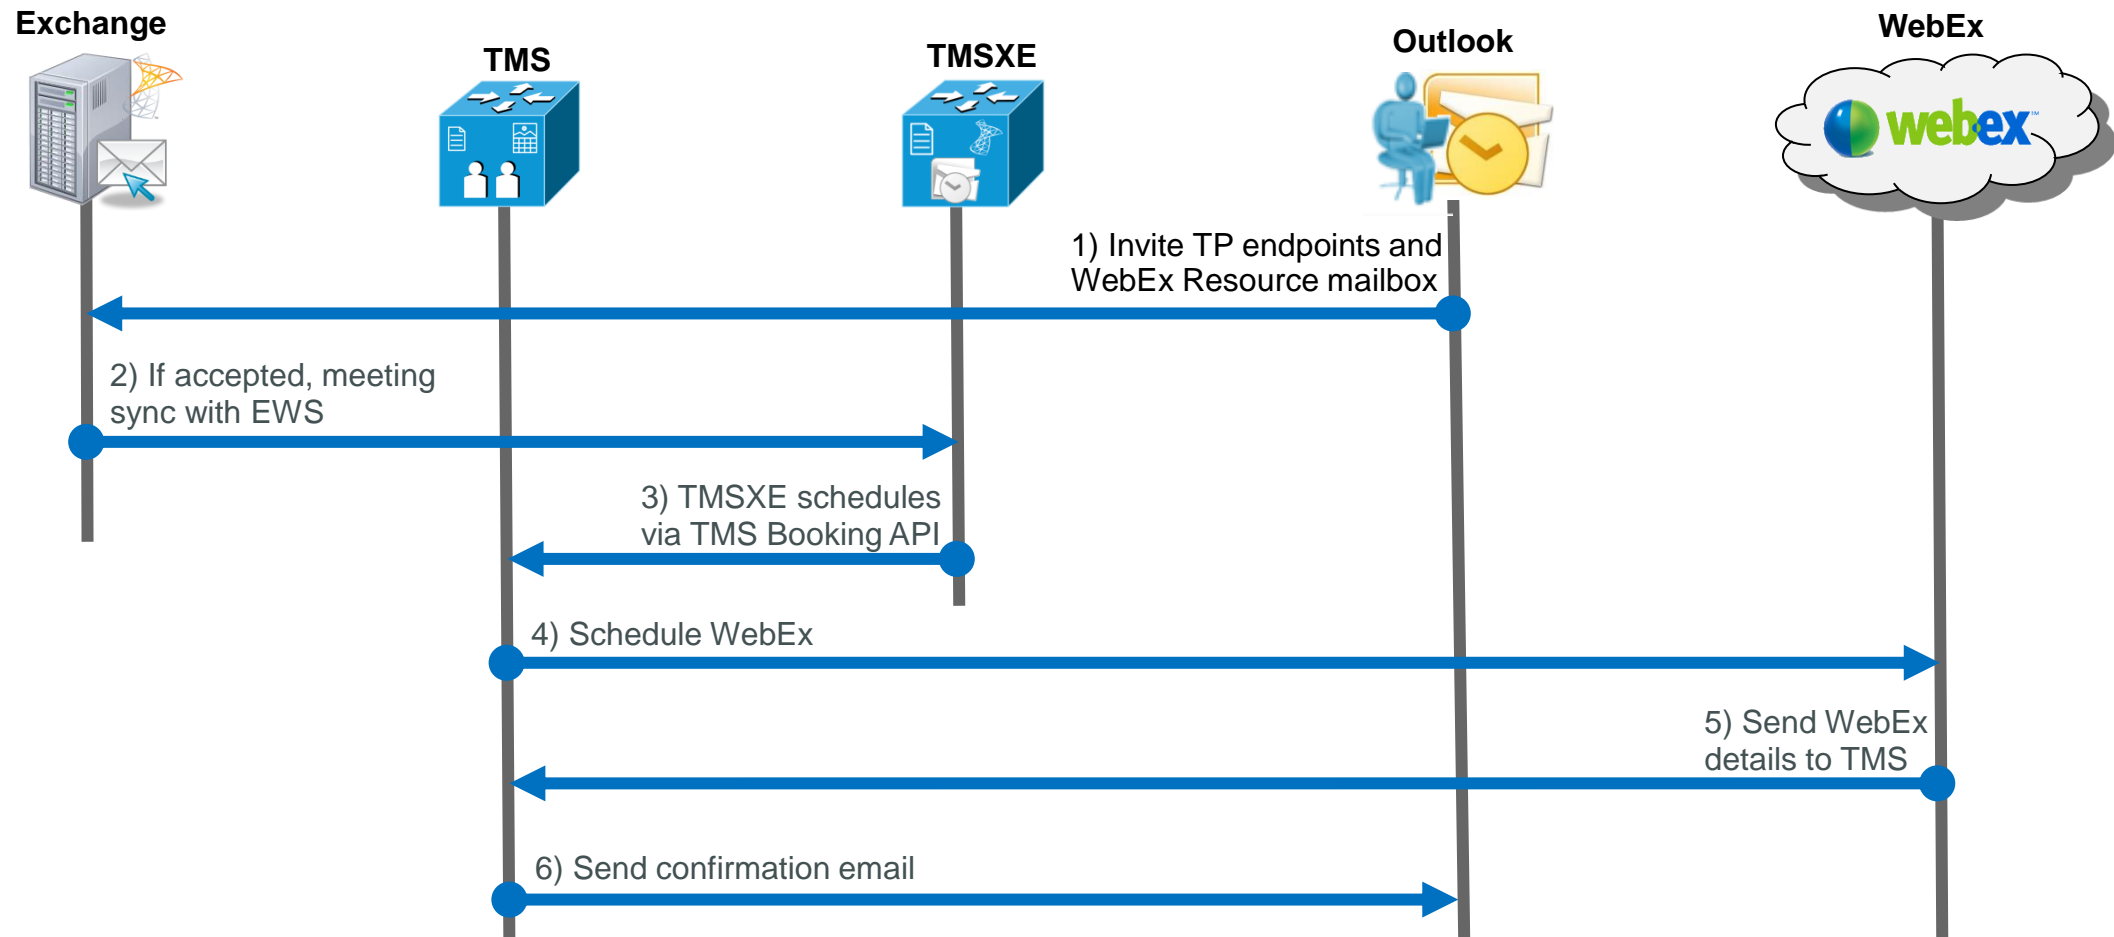 Exchange
TMS
TMSXE
Outlook
WebEx
webex™
1) Invite TP endpoints and
WebEx Resource mailbox
2) If accepted, meeting
sync with EWS
3) TMSXE schedules
via TMS Booking API
4) Schedule WebEx
5) Send WebEx
details to TMS
6) Send confirmation email